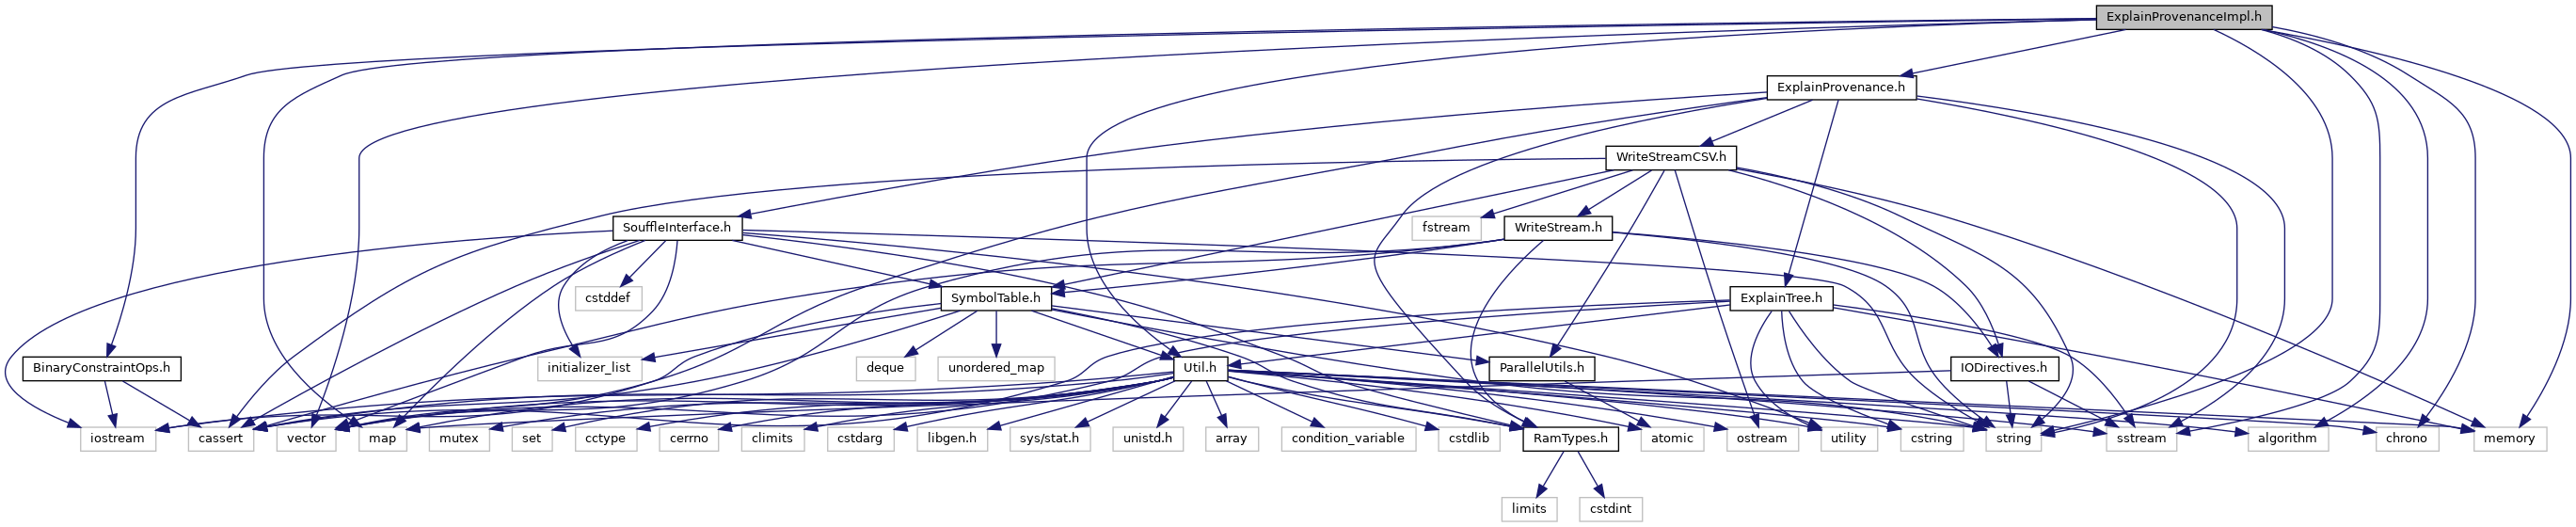 ExplainProvenanceImpl.h
ExplainProvenance.h
WriteStreamCSV.h
SouffleInterface.h
fstream
WriteStream.h
cstddef
SymbolTable.h
ExplainTree.h
BinaryConstraintOps.h
initializer_list
deque
unordered_map
Util.h
ParallelUtils.h
IODirectives.h
iostream
cassert
vector
map
mutex
set
cctype
cerrno
climits
cstdarg
libgen.h
sys/stat.h
unistd.h
array
condition_variable
cstdlib
RamTypes.h
atomic
ostream
utility
cstring
string
sstream
algorithm
chrono
memory
limits
cstdint